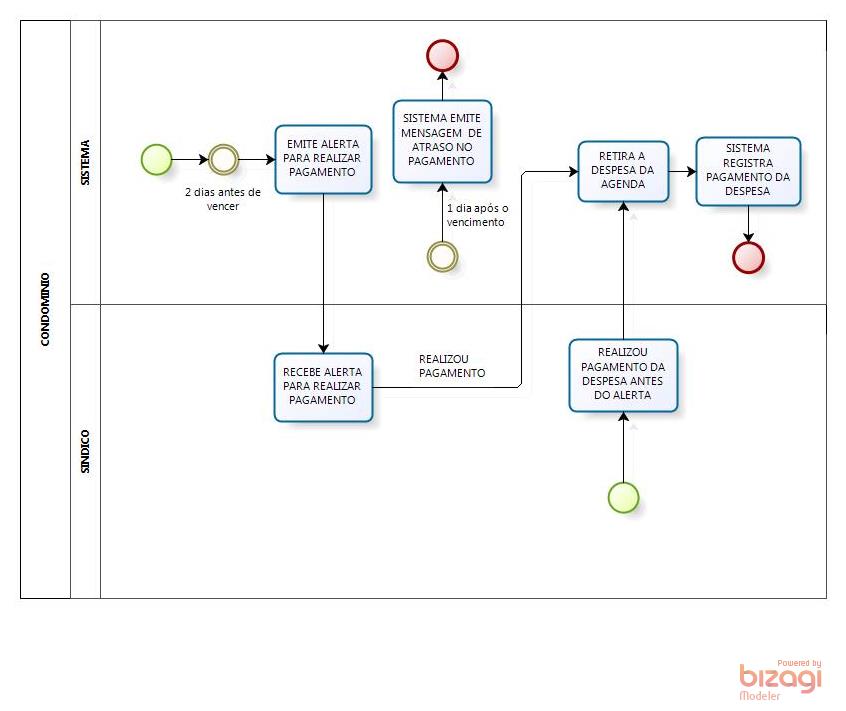 CONDOMINIO
SISTEMA
2 dias antes de
vencer
EMITE ALERTA
PARA REALIZAR
PAGAMENTO
SISTEMA EMITE
MENSAGEM DE
ATRASO NO
PAGAMENTO
1 dia após o
vencimento
RETIRA A
DESPESA DA
AGENDA
SISTEMA
REGISTRA
PAGAMENTO DA
DESPESA
SINDICO
RECEBE ALERTA
PARA REALIZAR
PAGAMENTO
REALIZOU
PAGAMENTO
REALIZOU
PAGAMENTO DA
DESPESA ANTES
DO ALERTA
Powered by
bizagi
Modeler